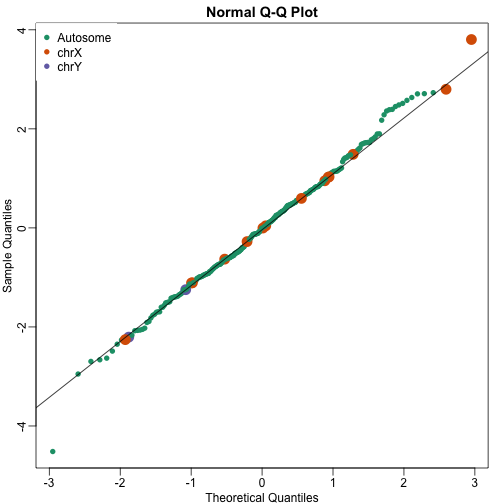 Normal Q-Q Plot
Autosome
chrX
chrY
4
2
0
-2
-4
Sample Quantiles
-3
-2
-1
0
1
2
3
Theoretical Quantiles